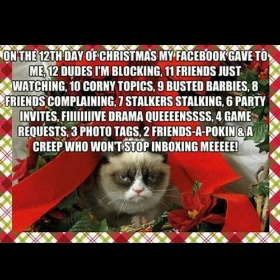 ON THE 12TH DAY OF CHRISTMAS MY FACEBOOK GAVE TO
ME, 12 DUDES I'M BLOCKING, 11 FRIENDS JUST
WATCHING, 10 CORNY TOPICS, 9 BUSTED BARBIES, 8
FRIENDS COMPLAINING, 7 STALKERS STALKING, 6 PARTY
INVITES, FIIIIIIIVE DRAMA QUEEEENSSSS, 4 GAME
REQUESTS, 3 PHOTO TAGS, 2 FRIENDS-A-POKIN & A
CREEP WHO WON'T STOP INBOXING MEEEEE!